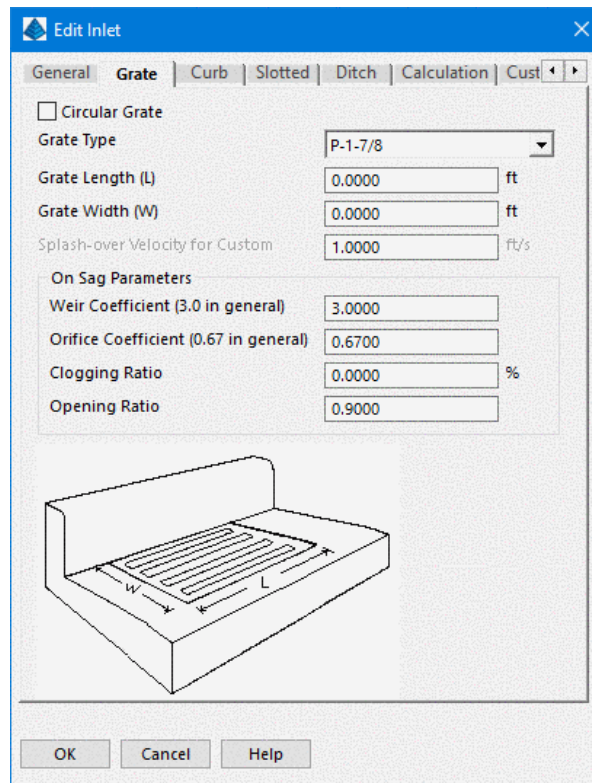 Edit Inlet
General Grate Curb Slotted Ditch Calculation Cust
Circular Grate
Grate Type P-1-7/8
Grate Length (L) 0.0000 ft
Grate Width (W) 0.0000 ft
Splash-over Velocity for Custom 1.0000 ft/s
On Sag Parameters
Weir Coefficient (3.0 in general) 3.0000
Orifice Coefficient (0.67 in general) 0.6700
Clogging Ratio 0.0000 %
Opening Ratio 0.9000
W L
OK Cancel Help